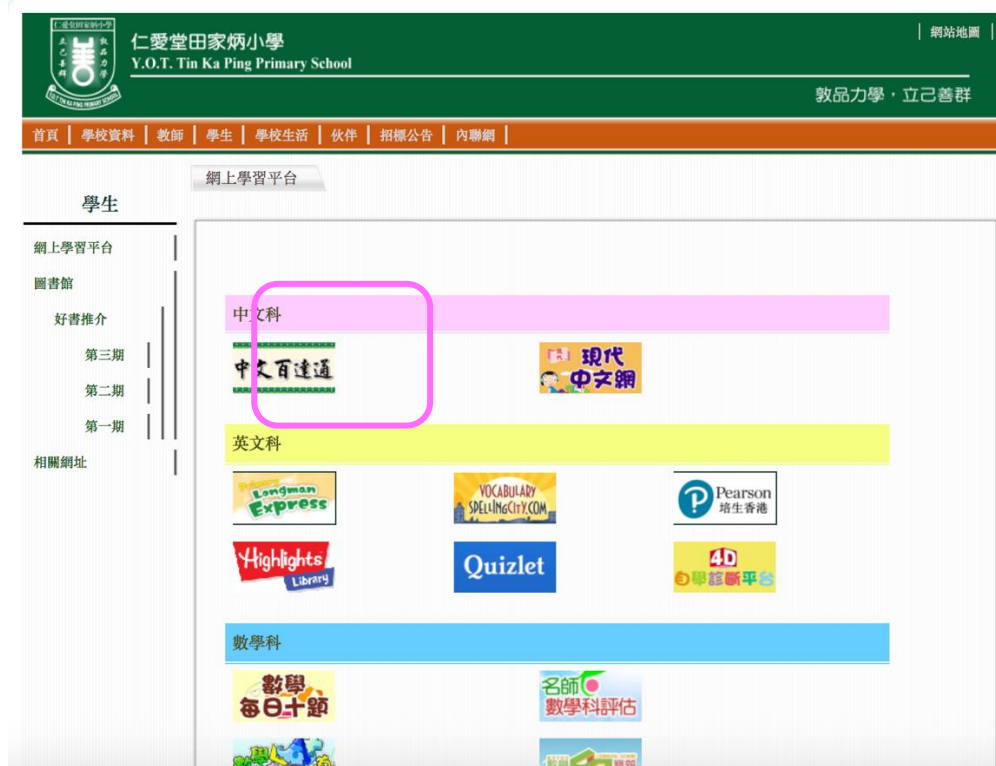 仁愛堂田家炳小學
Y.O.T. Tin Ka Ping Primary School
網站地圖
敦品力學,立己善群
首頁 學校資料 教師 學生 學校生活 伙伴 招標公告 內聯網
學生
網上學習平台
圖書館
好書推介
第三期
第二期
第一期
相關網址
網上學習平台
中文科
中文百達通
現代
中文網
英文科
Longman
Express
VOCABULARY
SPELLINGCITY.COM
Pearson
培生香港
Highlights
Library
Quizlet
4D
自學診斷平台
數學科
數學
每日十題
名師
數學科評估